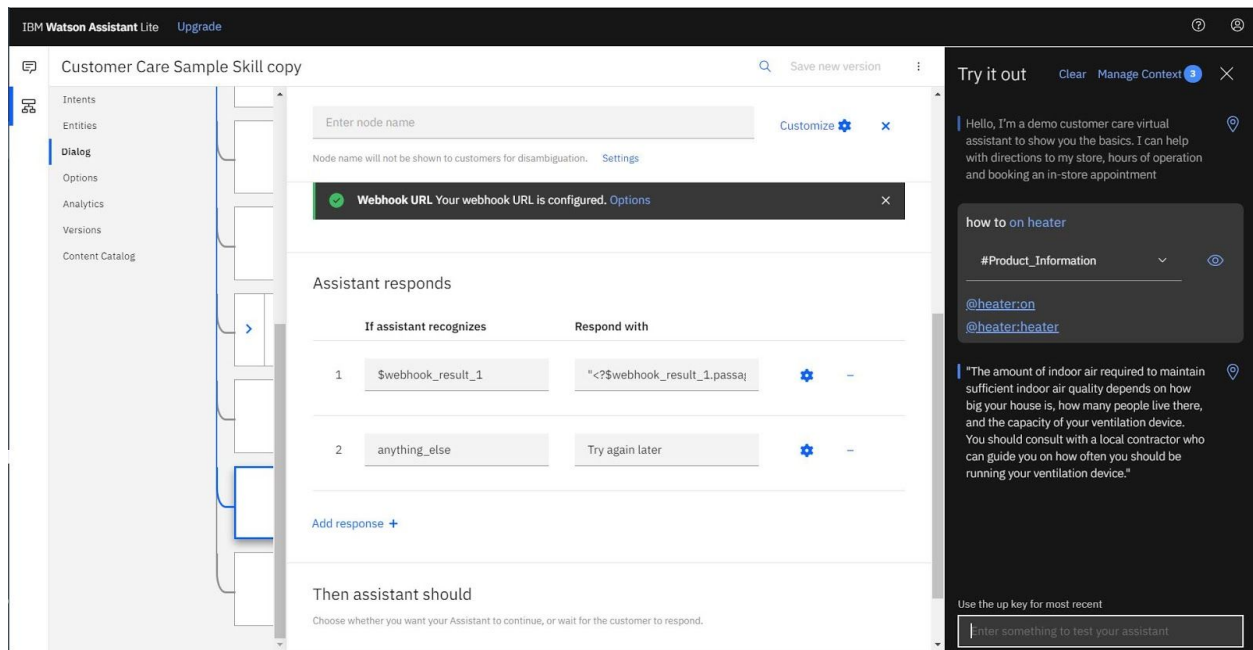 IBM Watson Assistant Lite Upgrade
Customer Care Sample Skill copy
Save new version
Intents
Entities
Dialog
Options
Analytics
Versions
Content Catalog
Enter node name
Customize
Node name will not be shown to customers for disambiguation. Settings
Webhook URL Your webhook URL is configured. Options
Assistant responds
If assistant recognizes Respond with
1 $webhook_result_1 "<?$webhook_result_1.passag
2 anything_else Try again later
Add response +
Then assistant should
Choose whether you want your Assistant to continue, or wait for the customer to respond.
Try it out Clear Manage Context 3
Hello, I'm a demo customer care virtual
assistant to show you the basics. I can help
with directions to my store, hours of operation
and booking an in-store appointment
how to on heater
#Product_Information
@heater:on
@heater:heater
"The amount of indoor air required to maintain
sufficient indoor air quality depends on how
big your house is, how many people live there,
and the capacity of your ventilation device.
You should consult with a local contractor who
can guide you on how often you should be
running your ventilation device."
Use the up key for most recent
Enter something to test your assistant